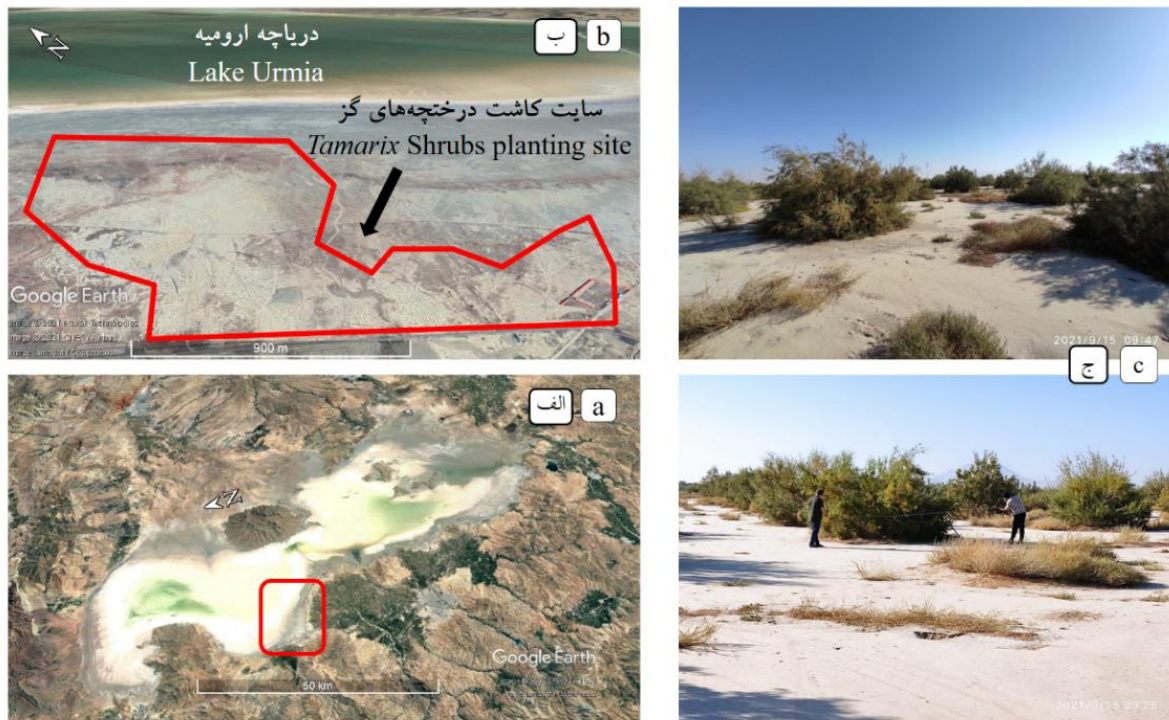 دریاچه ارومیه
Lake Urmia
ب b
N
سایت کاشت درختچه‌های گز
Tamarix Shrubs planting site
Google Earth
900 m
2021/9/15 09:47
ج c
الف a
N
Google Earth
50 km
2021/9/15 09:26